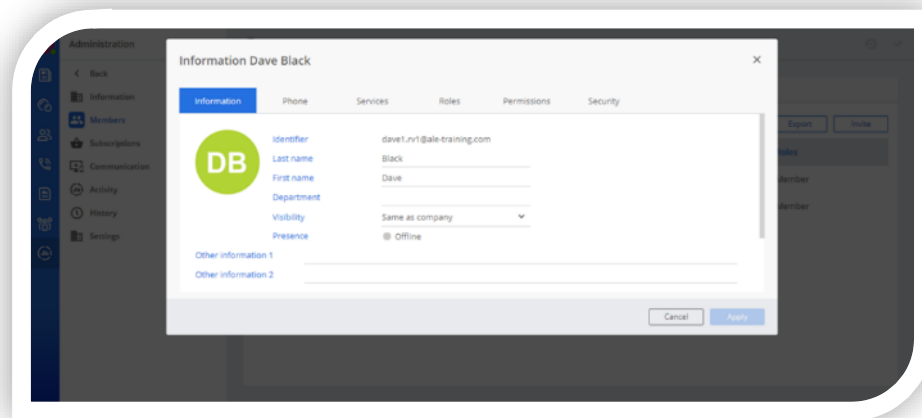 Administration
Back
Information
Members
Subscriptions
Communication
Activity
History
Settings
Export Invite
Roles
Member
Member
Information Dave Black
Information Phone Services Roles Permissions Security
DB
Identifier dave1.rv1@ale-training.com
Last name Black
First name Dave
Department
Visibility Same as company
Presence Offline
Other information 1
Other information 2
Cancel Apply